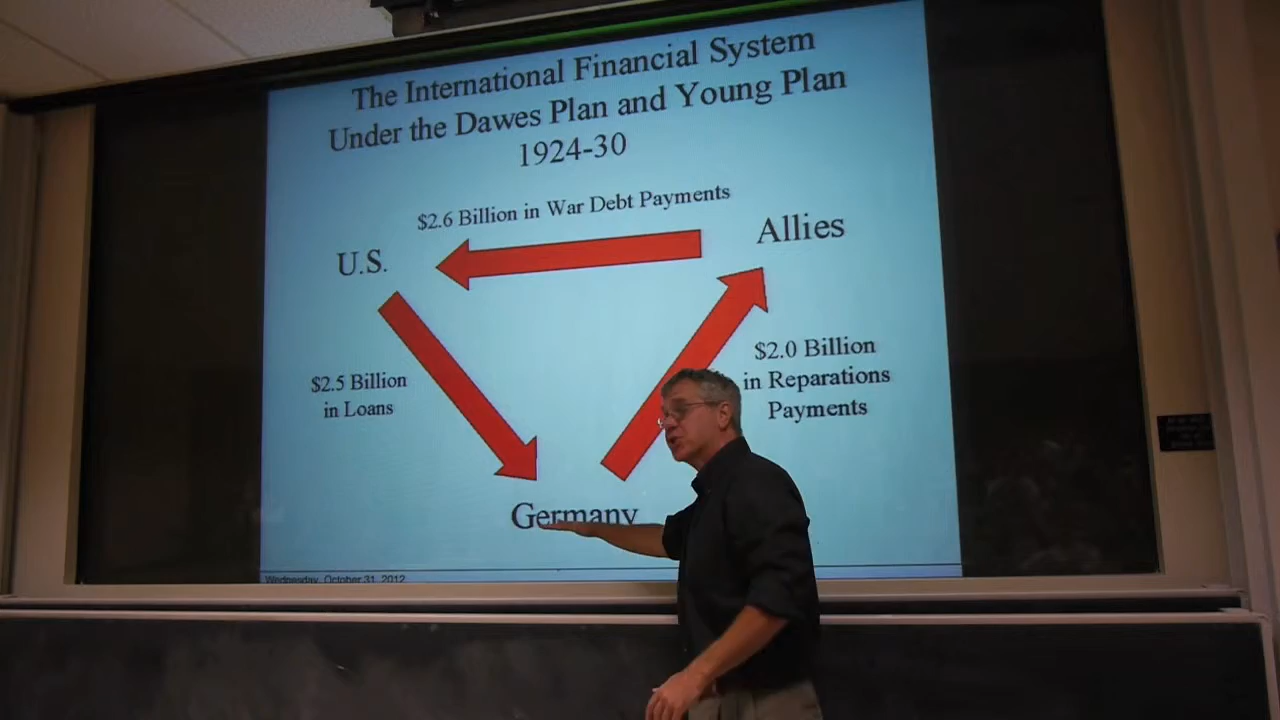 The International Financial System
Under the Dawes Plan and Young Plan
1924-30
$2.6 Billion in War Debt Payments
U.S.
Allies
$2.5 Billion
in Loans
$2.0 Billion
in Reparations
Payments
Germany
Wednesday, October 31, 2012